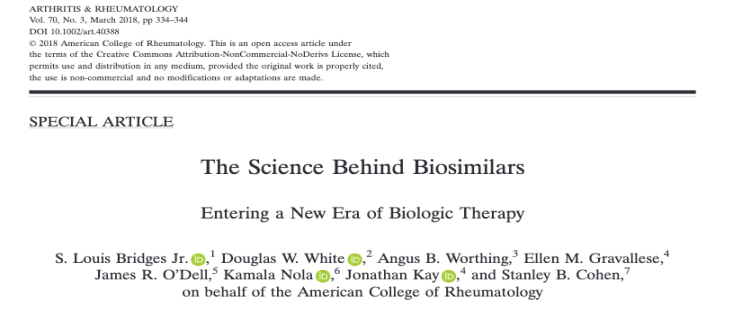 ARTHRITIS & RHEUMATOLOGY
Vol. 70, No. 3, March 2018, pp 334–344
DOI 10.1002/art.40388
© 2018 American College of Rheumatology. This is an open access article under
the terms of the Creative Commons Attribution-NonCommercial-NoDerivs License, which
permits use and distribution in any medium, provided the original work is properly cited,
the use is non-commercial and no modifications or adaptations are made.
SPECIAL ARTICLE
The Science Behind Biosimilars
Entering a New Era of Biologic Therapy
S. Louis Bridges Jr. iD,1 Douglas W. White iD,2 Angus B. Worthing,3 Ellen M. Gravallese,4
James R. O'Dell,5 Kamala Nola iD,6 Jonathan Kay iD,4 and Stanley B. Cohen,7
on behalf of the American College of Rheumatology